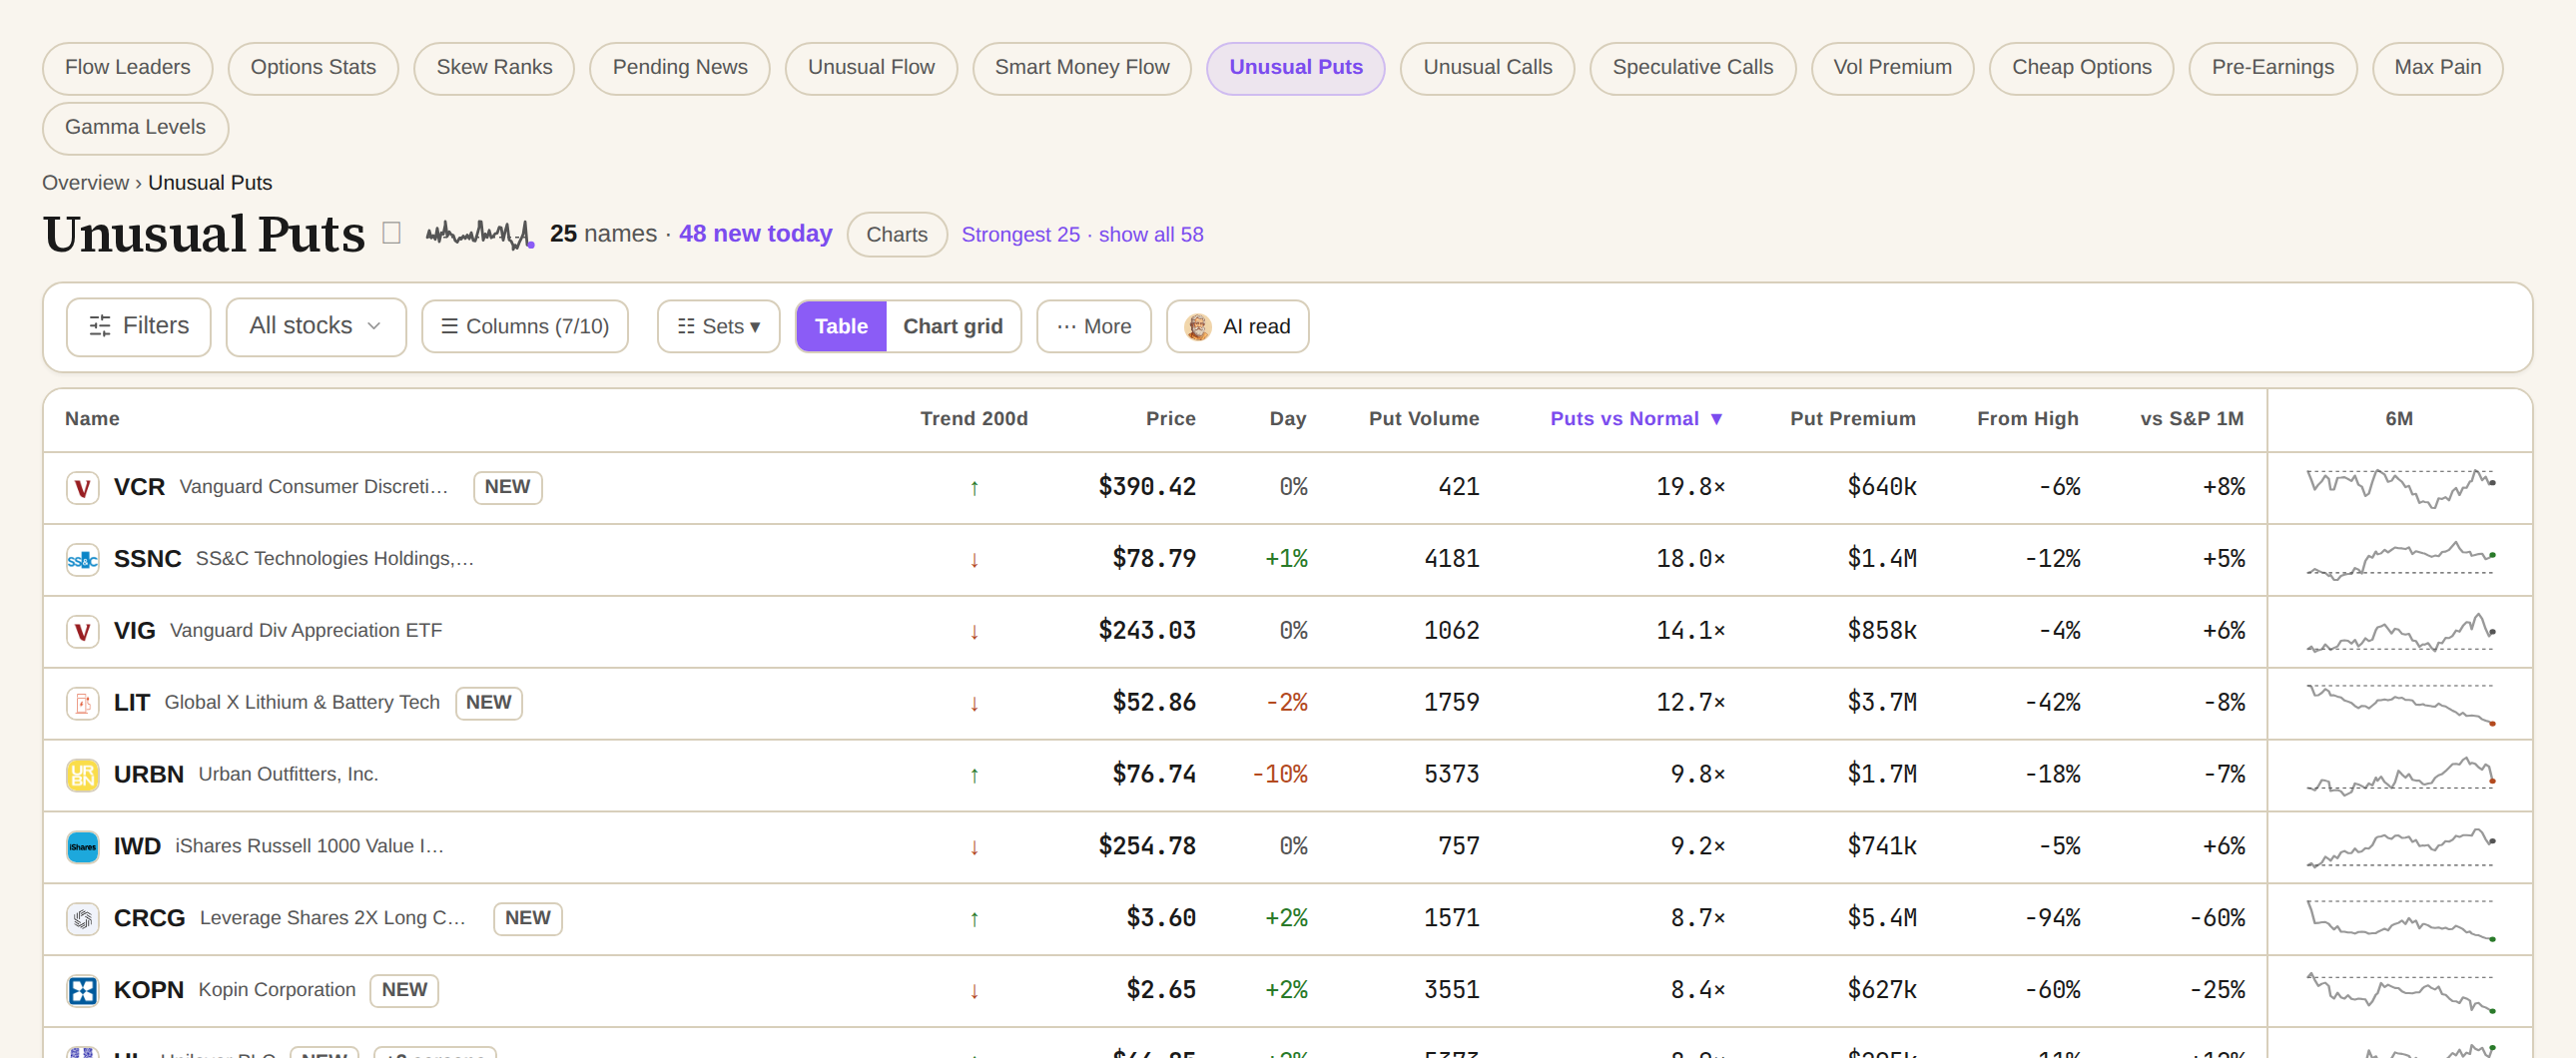 Flow Leaders Options Stats Skew Ranks Pending News Unusual Flow Smart Money Flow Unusual Puts Unusual Calls Speculative Calls Vol Premium Cheap Options Pre-Earnings Max Pain
Gamma Levels
Overview › Unusual Puts
Unusual Puts 25 names · 48 new today Charts Strongest 25 · show all 58
Filters All stocks Columns (7/10) Sets ▾ Table Chart grid ⋯ More AI read
Name Trend 200d Price Day Put Volume Puts vs Normal ▼ Put Premium From High vs S&P 1M 6M
VCR Vanguard Consumer Discreti… NEW ↑ $390.42 0% 421 19.8× $640k -6% +8%
SS&C SSNC SS&C Technologies Holdings,… ↓ $78.79 +1% 4181 18.0× $1.4M -12% +5%
VIG Vanguard Div Appreciation ETF ↓ $243.03 0% 1062 14.1× $858k -4% +6%
LIT Global X Lithium & Battery Tech NEW ↓ $52.86 -2% 1759 12.7× $3.7M -42% -8%
URBN URBN Urban Outfitters, Inc. ↑ $76.74 -10% 5373 9.8× $1.7M -18% -7%
iShares IWD iShares Russell 1000 Value I… ↓ $254.78 0% 757 9.2× $741k -5% +6%
CRCG Leverage Shares 2X Long C… NEW ↑ $3.60 +2% 1571 8.7× $5.4M -94% -60%
KOPN Kopin Corporation NEW ↓ $2.65 +2% 3551 8.4× $627k -60% -25%